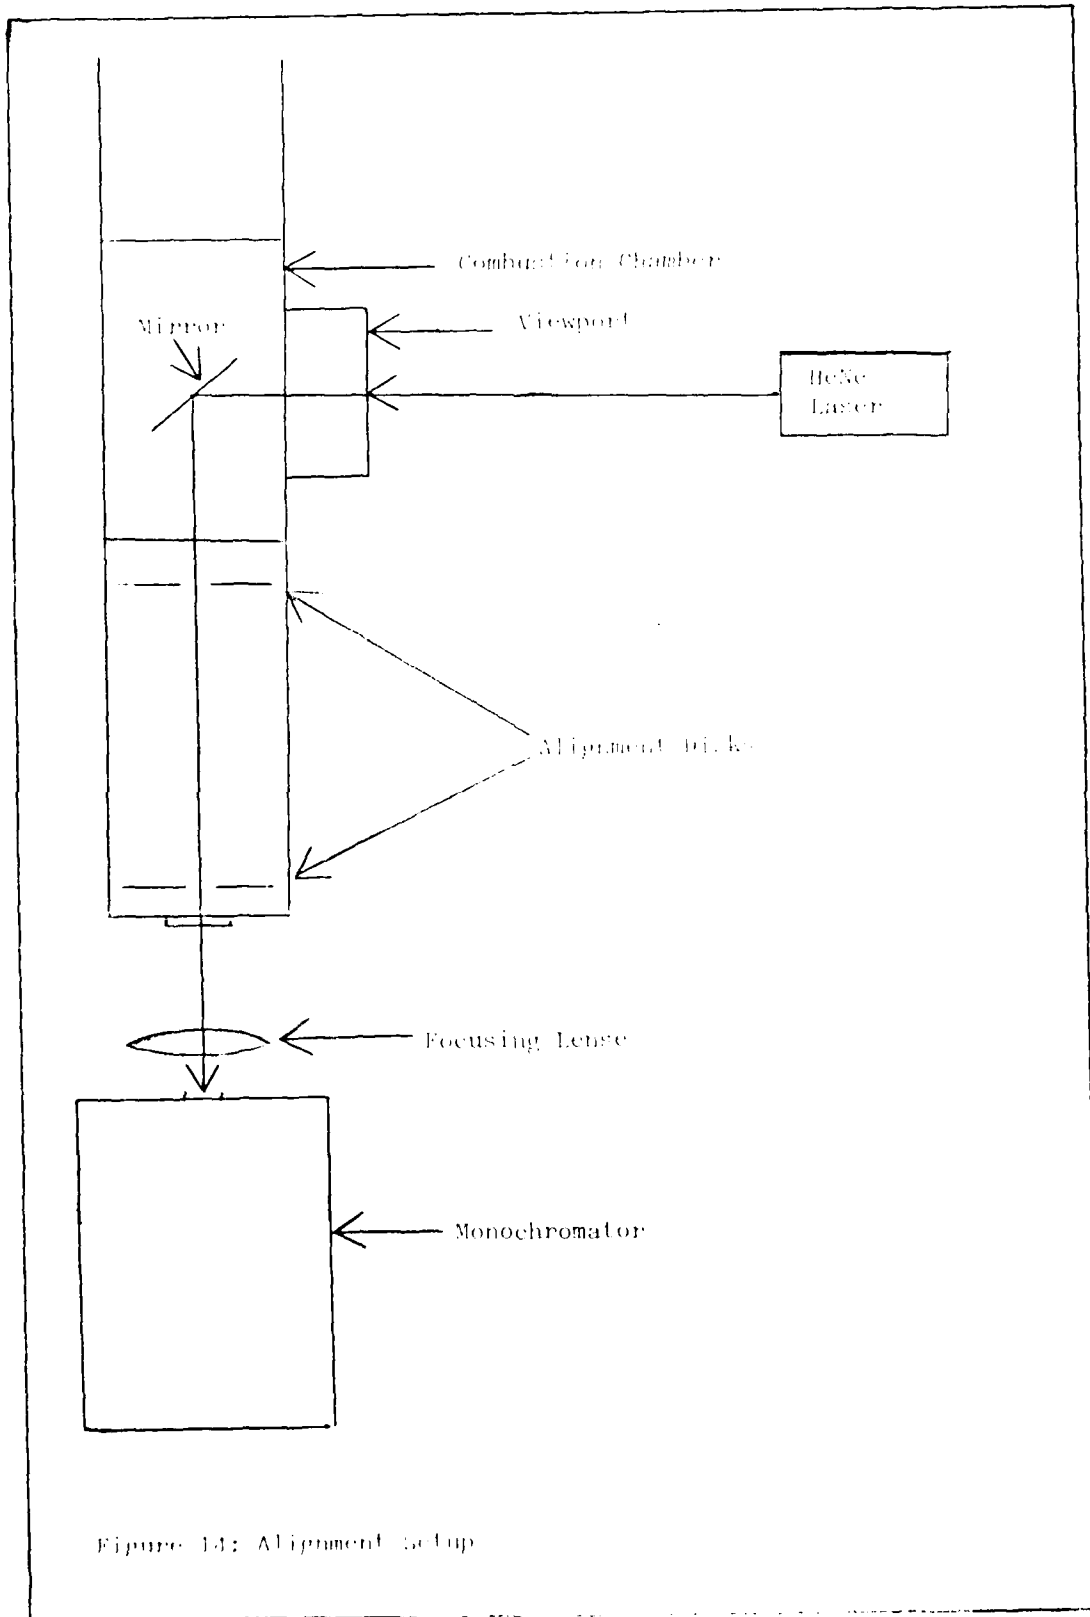 Combustion Chamber
Viewport
Mirror
HeNe
Laser
Alignment Disks
Focusing Lense
Monochromator
Figure 14: Alignment Setup